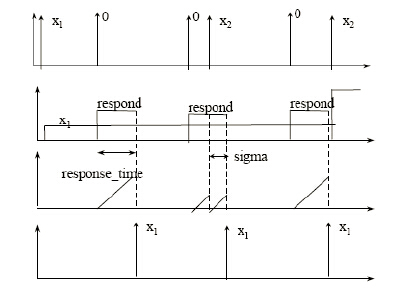 x1 0 0 x2 0 x2
respond respond respond
x1
response_time sigma
x1 x1 x1